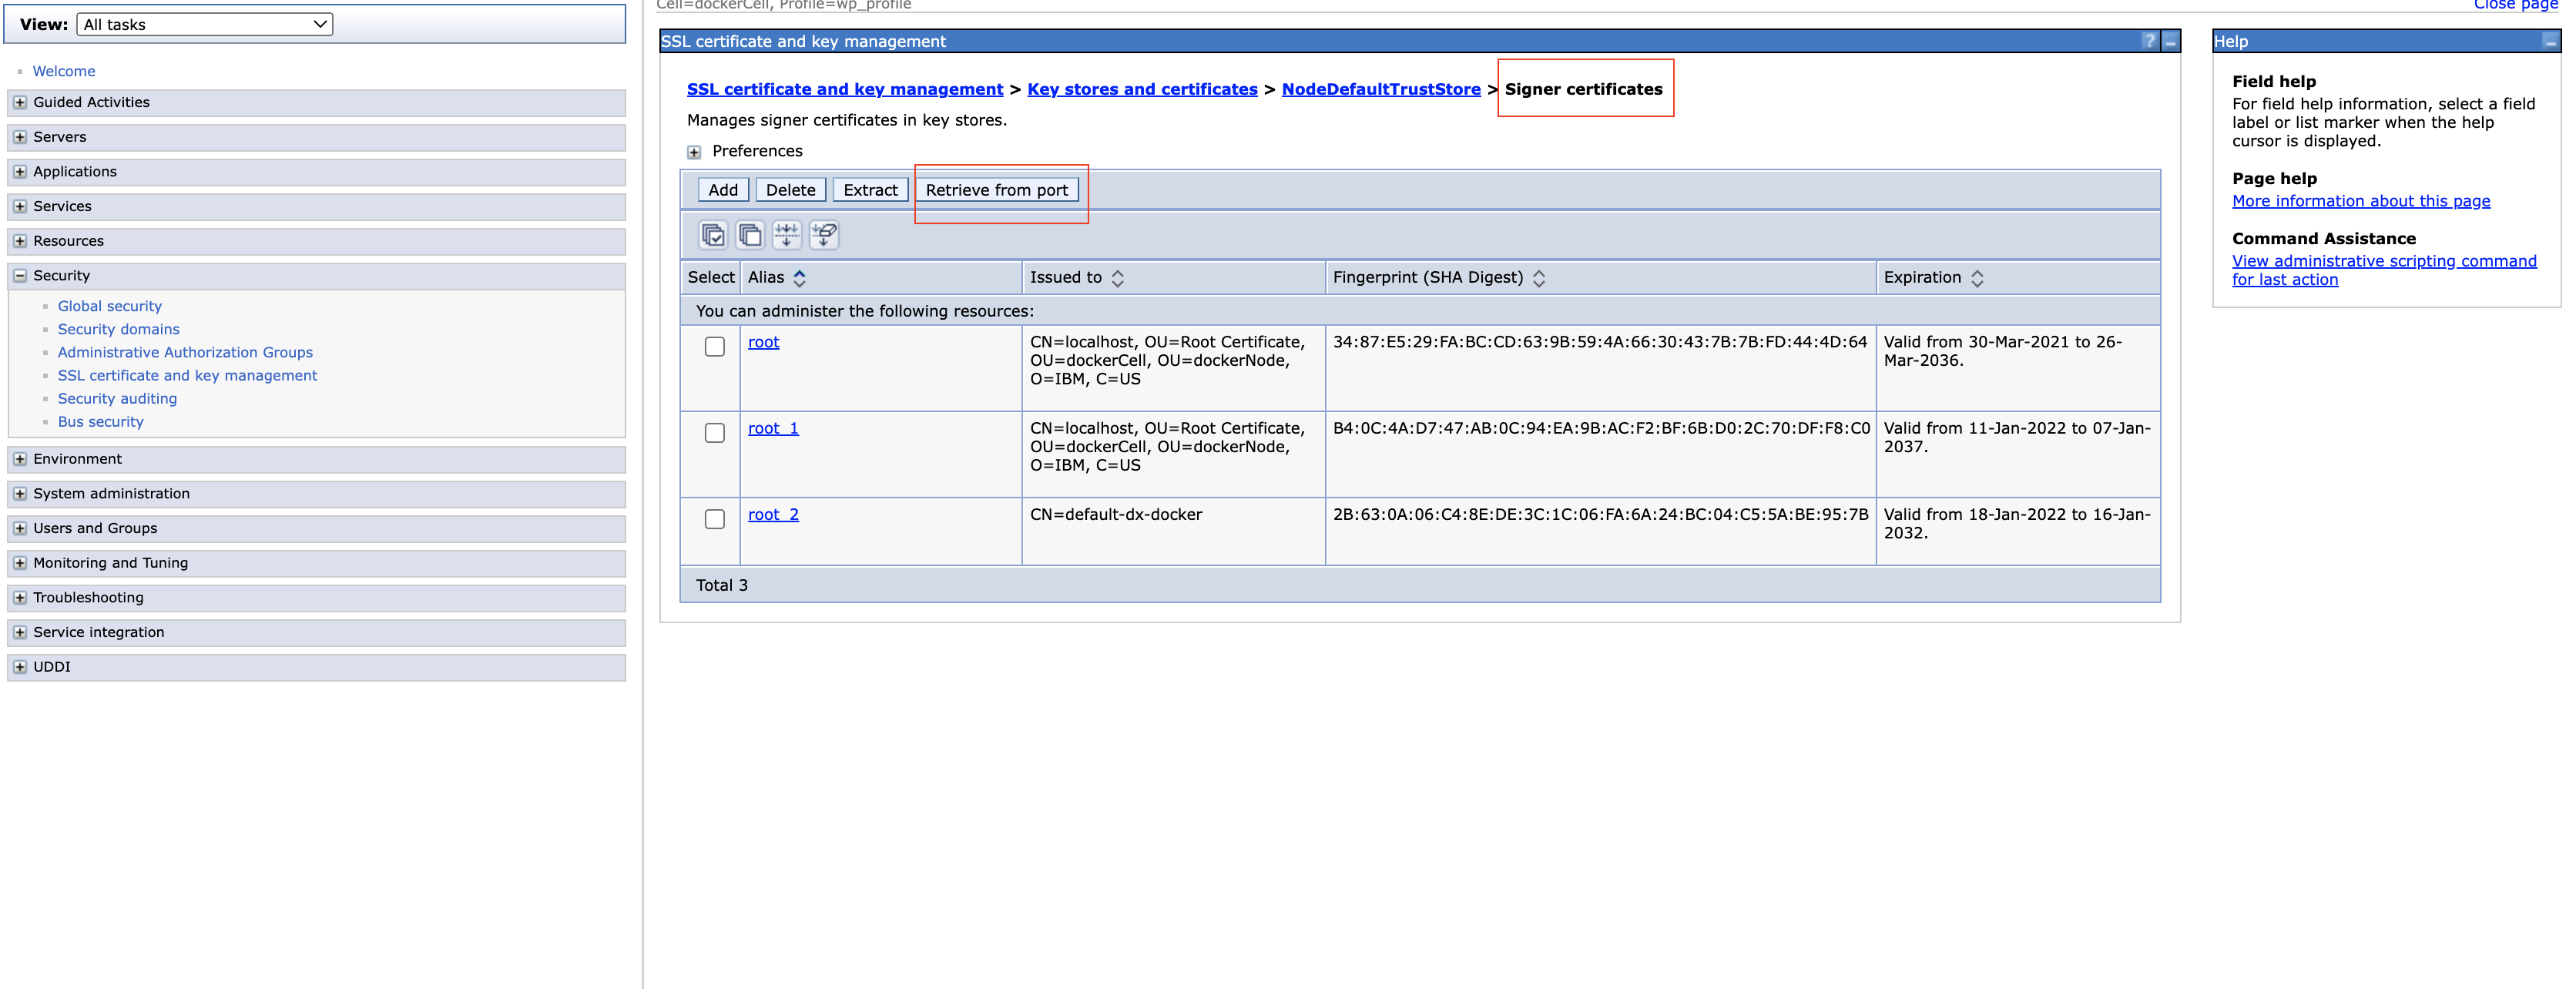 Cell=dockerCell, Profile=wp_profile
Close page
View: All tasks
Welcome
Guided Activities
Servers
Applications
Services
Resources
Security
Global security
Security domains
Administrative Authorization Groups
SSL certificate and key management
Security auditing
Bus security
Environment
System administration
Users and Groups
Monitoring and Tuning
Troubleshooting
Service integration
UDDI
SSL certificate and key management
?
SSL certificate and key management > Key stores and certificates > NodeDefaultTrustStore > Signer certificates
Manages signer certificates in key stores.
Preferences
Add Delete Extract Retrieve from port
Select Alias Issued to Fingerprint (SHA Digest) Expiration
You can administer the following resources:
root
CN=localhost, OU=Root Certificate,
OU=dockerCell, OU=dockerNode,
O=IBM, C=US
34:87:E5:29:FA:BC:CD:63:9B:59:4A:66:30:43:7B:7B:FD:44:4D:64
Valid from 30-Mar-2021 to 26-
Mar-2036.
root_1
CN=localhost, OU=Root Certificate,
OU=dockerCell, OU=dockerNode,
O=IBM, C=US
B4:0C:4A:D7:47:AB:0C:94:EA:9B:AC:F2:BF:6B:D0:2C:70:DF:F8:C0
Valid from 11-Jan-2022 to 07-Jan-
2037.
root_2
CN=default-dx-docker
2B:63:0A:06:C4:8E:DE:3C:1C:06:FA:6A:24:BC:04:C5:5A:BE:95:7B
Valid from 18-Jan-2022 to 16-Jan-
2032.
Total 3
Help
Field help
For field help information, select a field
label or list marker when the help
cursor is displayed.
Page help
More information about this page
Command Assistance
View administrative scripting command
for last action